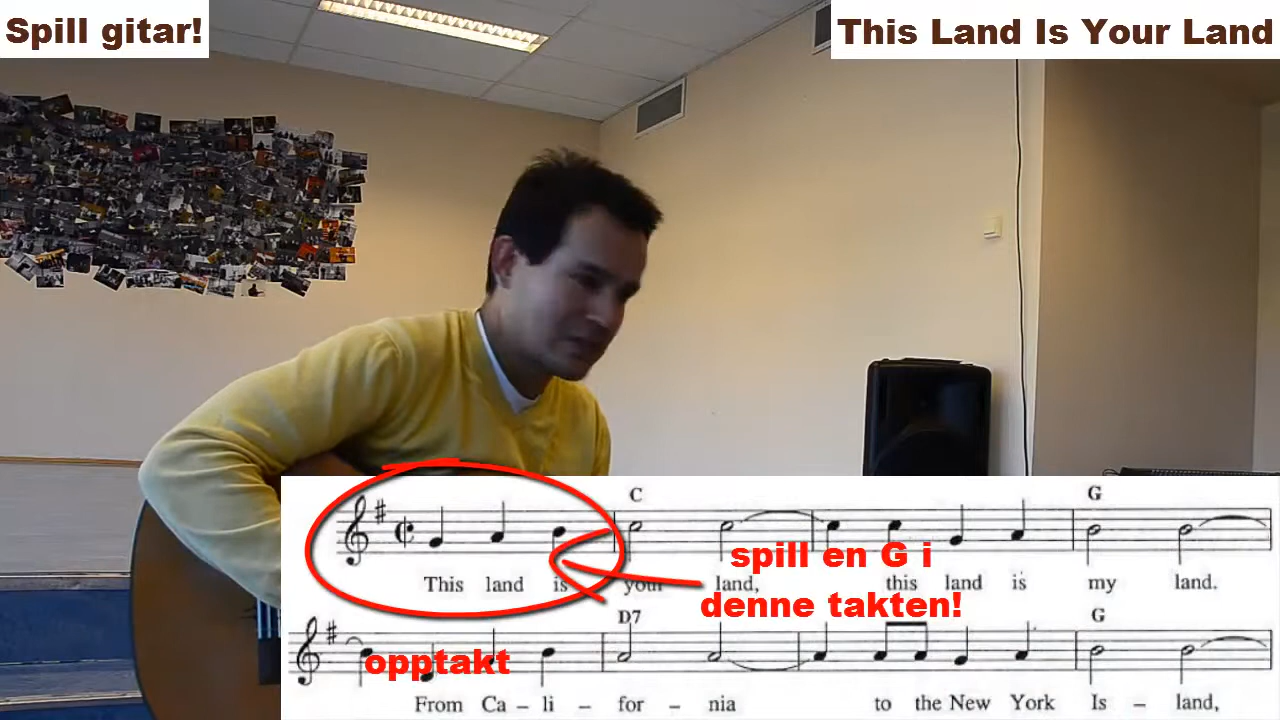 Spill gitar!
This Land Is Your Land
C G
This land is your land, this land is my land.
spill en G i
denne takten!
D7 G
opptakt
From Ca – li – for – nia to the New York Is – land,